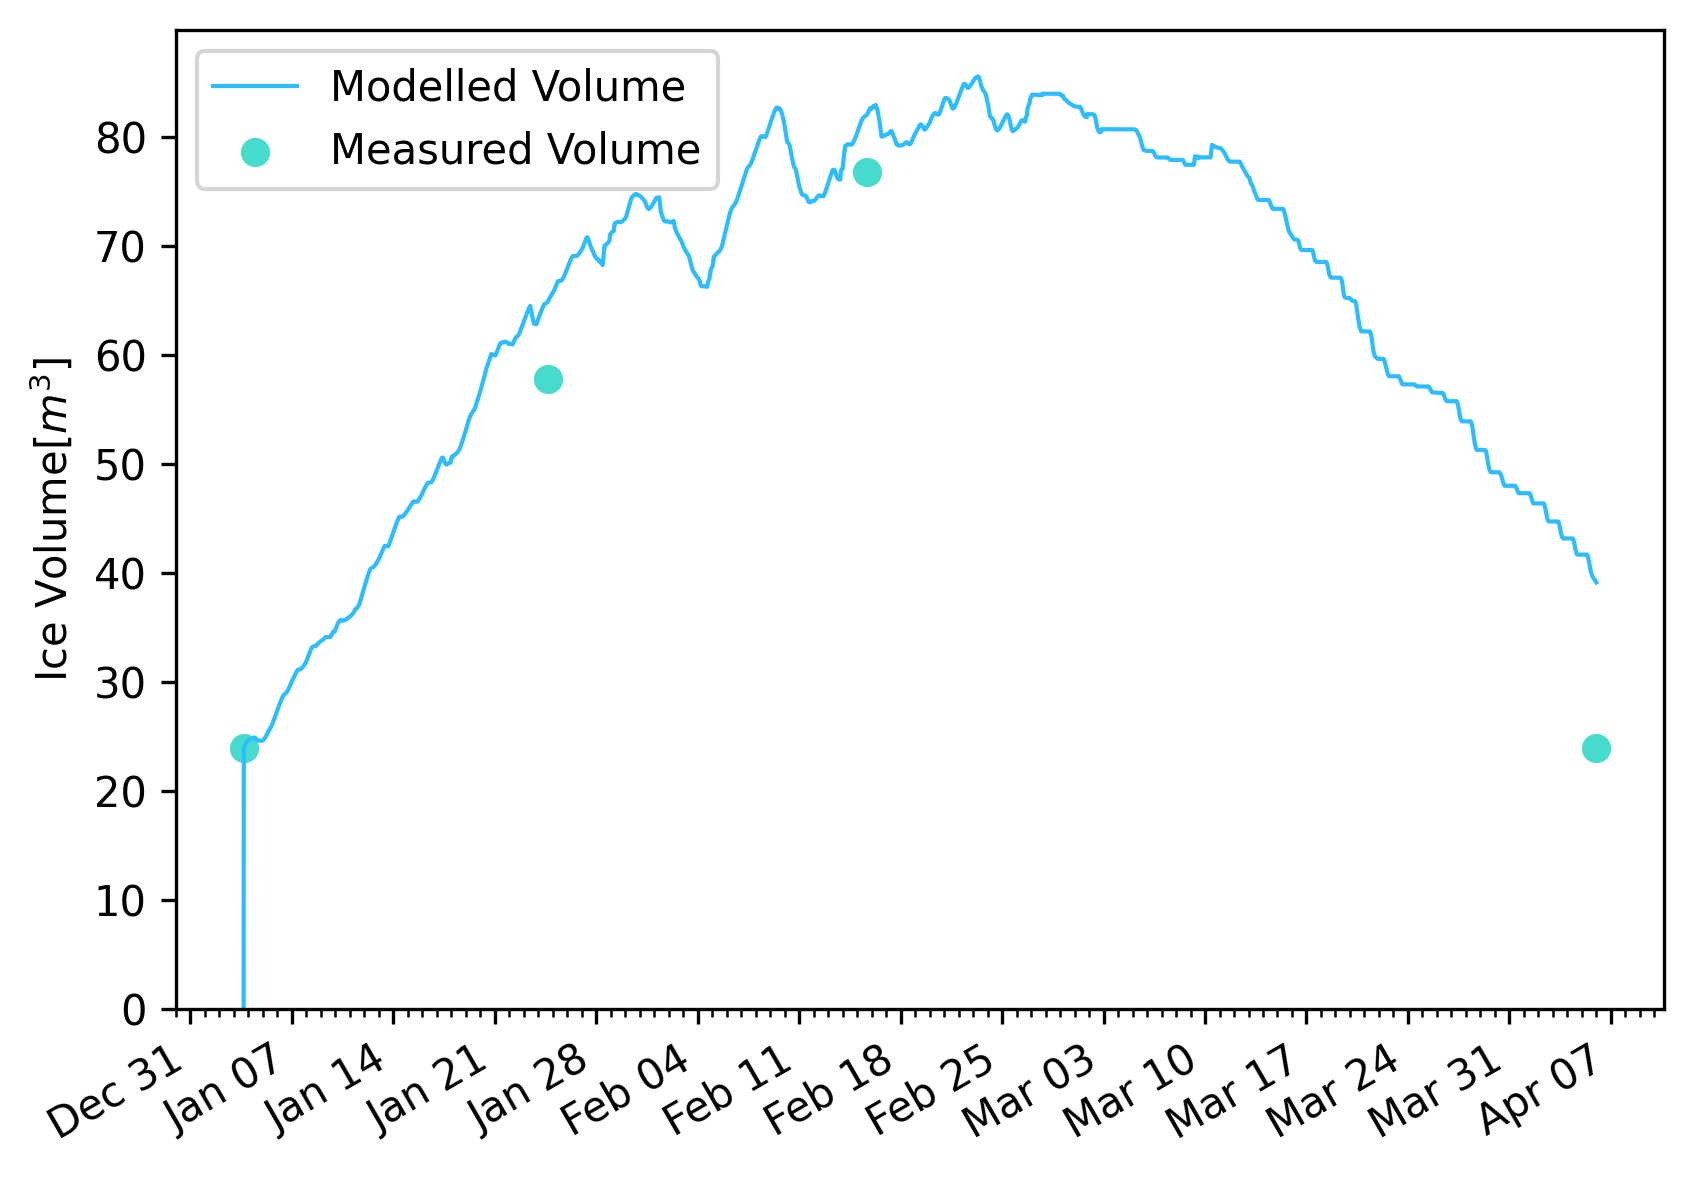 Modelled Volume
Measured Volume
Ice Volume[m³]
80
70
60
50
40
30
20
10
0
Dec 31
Jan 07
Jan 14
Jan 21
Jan 28
Feb 04
Feb 11
Feb 18
Feb 25
Mar 03
Mar 10
Mar 17
Mar 24
Mar 31
Apr 07